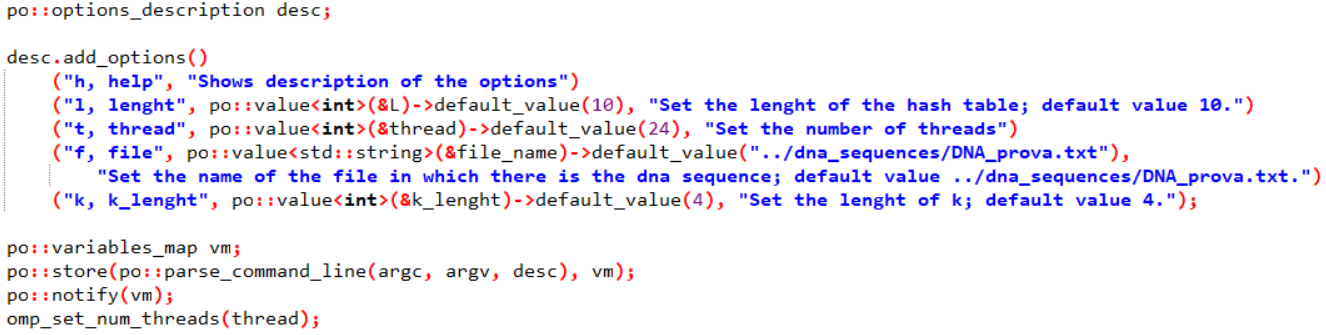 po::options_description desc;
desc.add_options()
("h, help", "Shows description of the options")
("l, lenght", po::value<int>(&L)->default_value(10), "Set the lenght of the hash table; default value 10.")
("t, thread", po::value<int>(&thread)->default_value(24), "Set the number of threads")
("f, file", po::value<std::string>(&file_name)->default_value("../dna_sequences/DNA_prova.txt"),
"Set the name of the file in which there is the dna sequence; default value ../dna_sequences/DNA_prova.txt.")
("k, k_lenght", po::value<int>(&k_lenght)->default_value(4), "Set the lenght of k; default value 4.");
po::variables_map vm;
po::store(po::parse_command_line(argc, argv, desc), vm);
po::notify(vm);
omp_set_num_threads(thread);